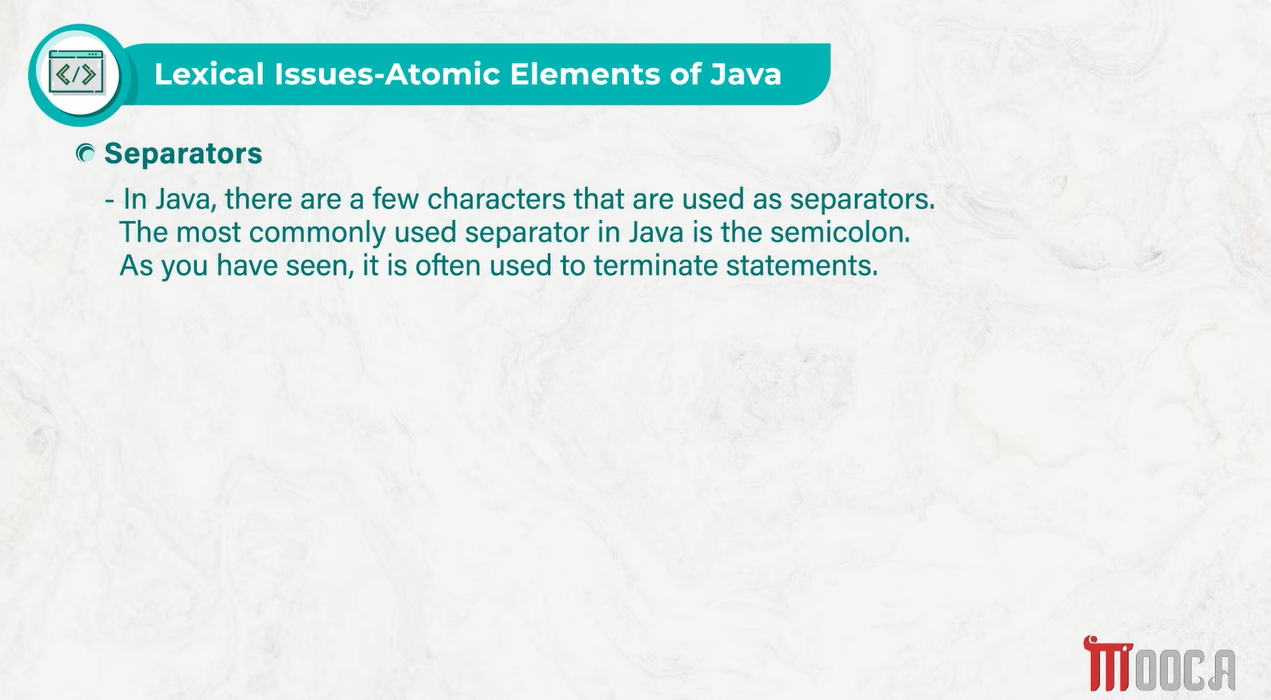 Lexical Issues-Atomic Elements of Java
Separators
- In Java, there are a few characters that are used as separators.
The most commonly used separator in Java is the semicolon.
As you have seen, it is often used to terminate statements.
MOOCA